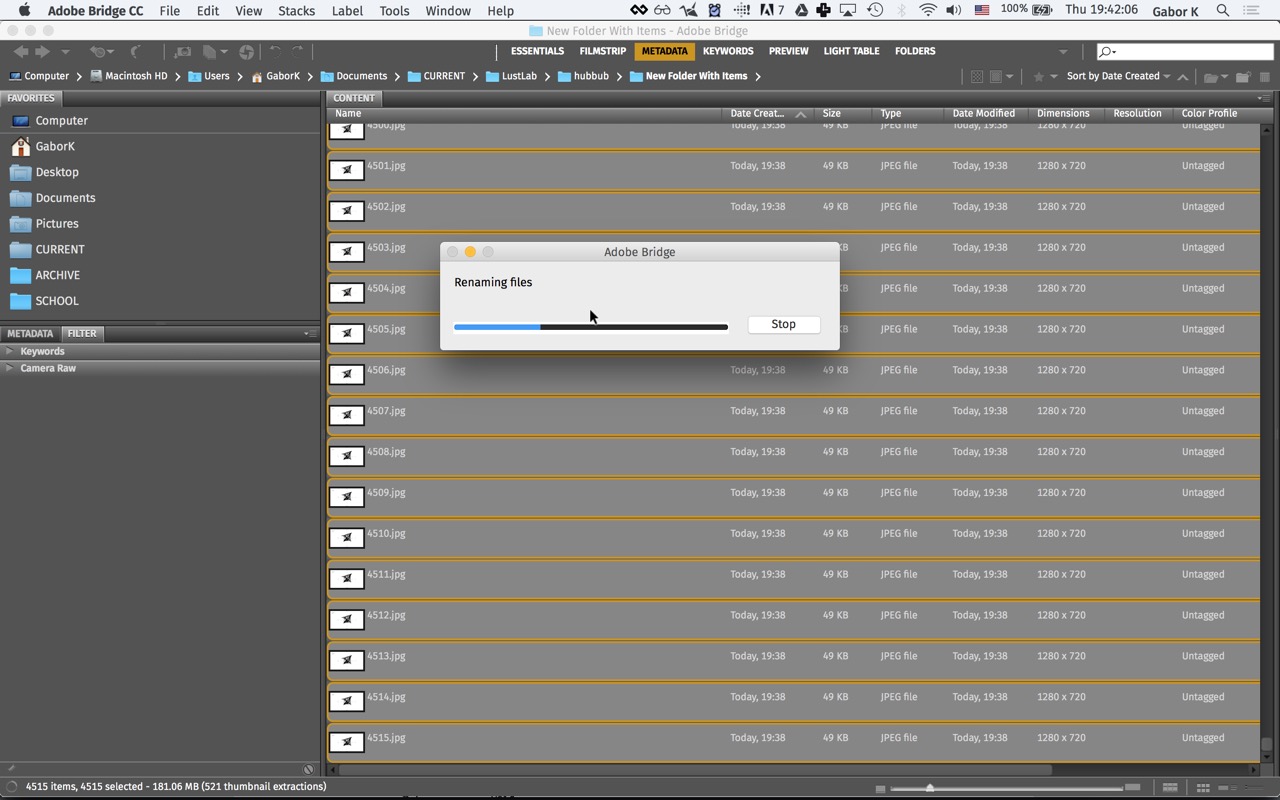 Adobe Bridge CC File Edit View Stacks Label Tools Window Help 7 100% Thu 19:42:06 Gabor K
New Folder With Items - Adobe Bridge
ESSENTIALS FILMSTRIP METADATA KEYWORDS PREVIEW LIGHT TABLE FOLDERS
Computer Macintosh HD Users GaborK Documents CURRENT LustLab hubbub New Folder With Items Sort by Date Created
FAVORITES
Computer
GaborK
Desktop
Documents
Pictures
CURRENT
ARCHIVE
SCHOOL
METADATA FILTER
Keywords
Camera Raw
CONTENT
Name Date Creat... Size Type Date Modified Dimensions Resolution Color Profile
4500.jpg Today, 19:38 49 KB JPEG file Today, 19:38 1280 x 720 Untagged
4501.jpg Today, 19:38 49 KB JPEG file Today, 19:38 1280 x 720 Untagged
4502.jpg Today, 19:38 49 KB JPEG file Today, 19:38 1280 x 720 Untagged
4503.jpg KB JPEG file Today, 19:38 1280 x 720 Untagged
4504.jpg KB JPEG file Today, 19:38 1280 x 720 Untagged
4505.jpg KB JPEG file Today, 19:38 1280 x 720 Untagged
4506.jpg Today, 19:38 49 KB JPEG file Today, 19:38 1280 x 720 Untagged
4507.jpg Today, 19:38 49 KB JPEG file Today, 19:38 1280 x 720 Untagged
4508.jpg Today, 19:38 49 KB JPEG file Today, 19:38 1280 x 720 Untagged
4509.jpg Today, 19:38 49 KB JPEG file Today, 19:38 1280 x 720 Untagged
4510.jpg Today, 19:38 49 KB JPEG file Today, 19:38 1280 x 720 Untagged
4511.jpg Today, 19:38 49 KB JPEG file Today, 19:38 1280 x 720 Untagged
4512.jpg Today, 19:38 49 KB JPEG file Today, 19:38 1280 x 720 Untagged
4513.jpg Today, 19:38 49 KB JPEG file Today, 19:38 1280 x 720 Untagged
4514.jpg Today, 19:38 49 KB JPEG file Today, 19:38 1280 x 720 Untagged
4515.jpg Today, 19:38 49 KB JPEG file Today, 19:38 1280 x 720 Untagged
Adobe Bridge
Renaming files
Stop
4515 items, 4515 selected - 181.06 MB (521 thumbnail extractions)